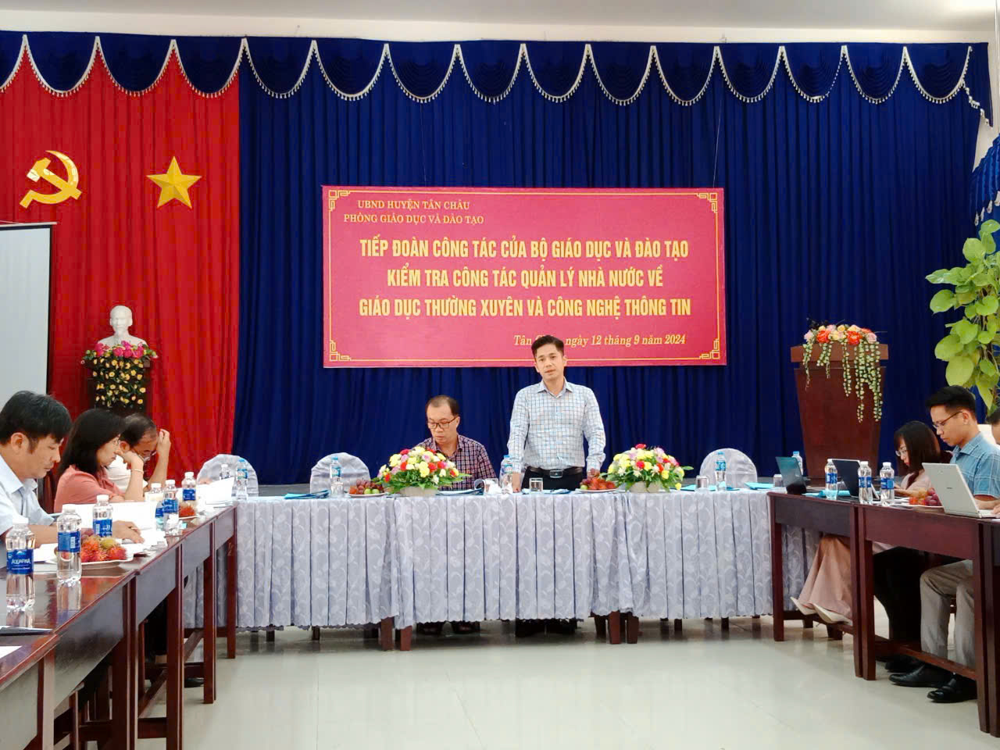 UBND HUYỆN TÂN CHÂU
PHÒNG GIÁO DỤC VÀ ĐÀO TẠO
TIẾP ĐOÀN CÔNG TÁC CỦA BỘ GIÁO DỤC VÀ ĐÀO TẠO
KIỂM TRA CÔNG TÁC QUẢN LÝ NHÀ NƯỚC VỀ
GIÁO DỤC THƯỜNG XUYÊN VÀ CÔNG NGHỆ THÔNG TIN
Tân ngày 12 tháng 9 năm 2024
AQUAFINA